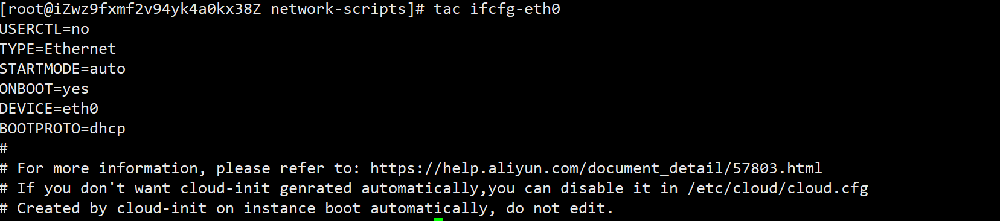 [root@iZwz9fxmf2v94yk4a0kx38Z network-scripts]# tac ifcfg-eth0
USERCTL=no
TYPE=Ethernet
STARTMODE=auto
ONBOOT=yes
DEVICE=eth0
BOOTPROTO=dhcp
#
# For more information, please refer to: https://help.aliyun.com/document_detail/57803.html
# If you don't want cloud-init genrated automatically,you can disable it in /etc/cloud/cloud.cfg
# Created by cloud-init on instance boot automatically, do not edit.